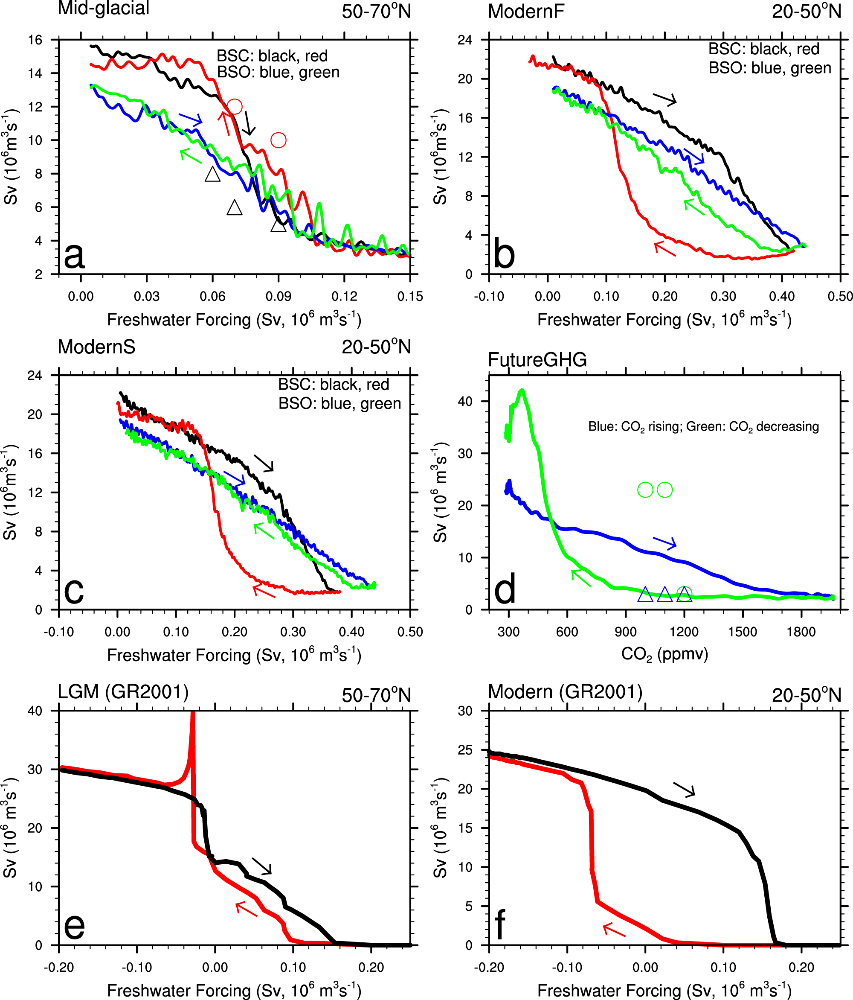 Mid-glacial 50-70°N
BSC: black, red
BSO: blue, green
16
14
12
10
8
6
4
2
Sv (10⁶m³s⁻¹)
a
0.00 0.03 0.06 0.09 0.12 0.15
Freshwater Forcing (Sv, 10⁶ m³s⁻¹)
ModernF 20-50°N
BSC: black, red
BSO: blue, green
24
20
16
12
8
4
0
Sv (10⁶m³s⁻¹)
b
-0.10 0.00 0.10 0.20 0.30 0.40 0.50
Freshwater Forcing (Sv, 10⁶ m³s⁻¹)
ModernS 20-50°N
BSC: black, red
BSO: blue, green
24
20
16
12
8
4
0
Sv (10⁶m³s⁻¹)
c
-0.10 0.00 0.10 0.20 0.30 0.40 0.50
Freshwater Forcing (Sv, 10⁶ m³s⁻¹)
FutureGHG
Blue: CO₂ rising; Green: CO₂ decreasing
40
30
20
10
0
Sv (10⁶ m³s⁻¹)
d
300 600 900 1200 1500 1800
CO₂ (ppmv)
LGM (GR2001) 50-70°N
40
30
20
10
0
Sv (10⁶ m³s⁻¹)
e
-0.20 -0.10 0.00 0.10 0.20
Freshwater Forcing (Sv, 10⁶ m³s⁻¹)
Modern (GR2001) 20-50°N
30
25
20
15
10
5
0
Sv (10⁶ m³s⁻¹)
f
-0.20 -0.10 0.00 0.10 0.20
Freshwater Forcing (Sv, 10⁶ m³s⁻¹)